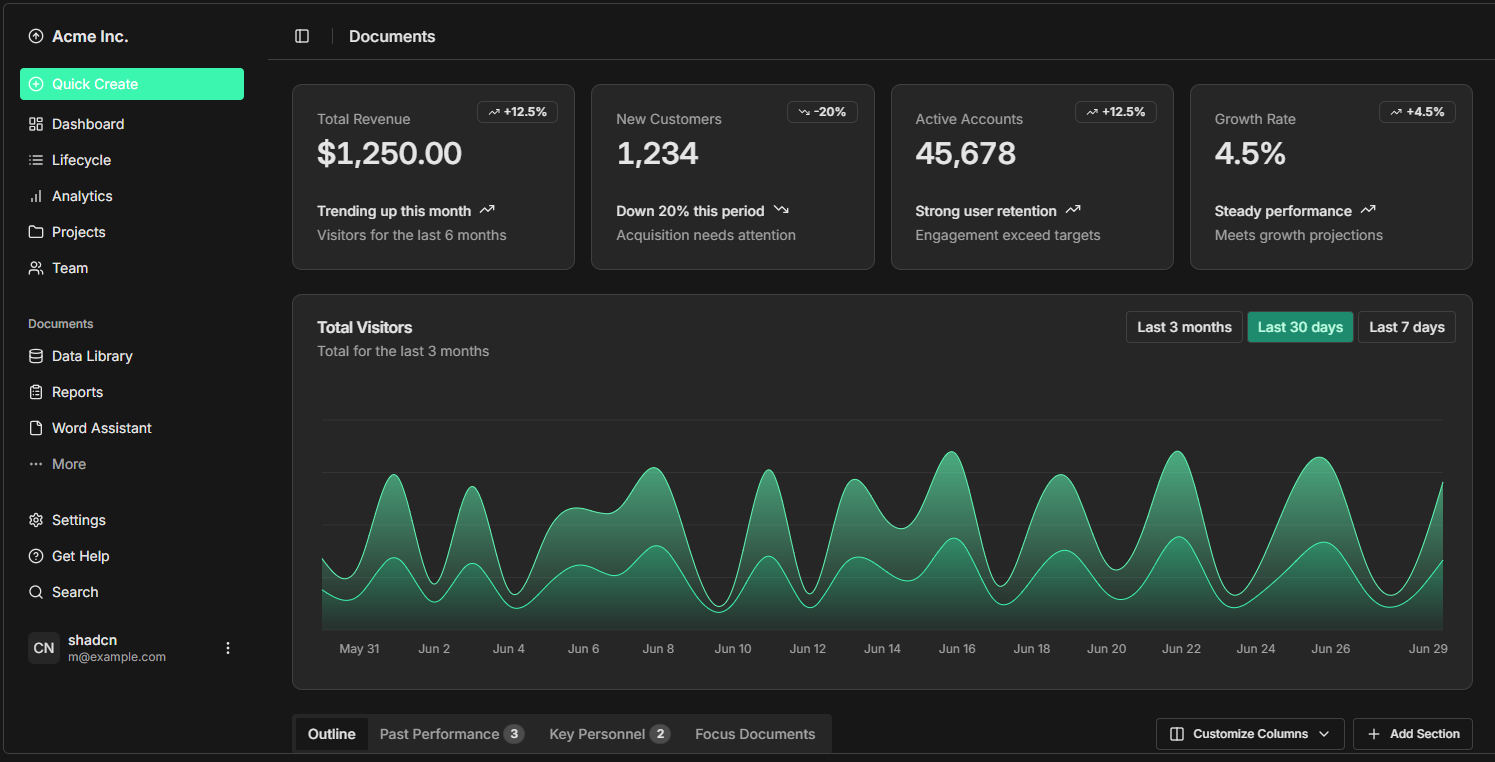 Acme Inc.
Documents
Quick Create
Dashboard
Lifecycle
Analytics
Projects
Team
Documents
Data Library
Reports
Word Assistant
More
Settings
Get Help
Search
CN
shadcn
m@example.com
Total Revenue
+12.5%
$1,250.00
Trending up this month
Visitors for the last 6 months
New Customers
-20%
1,234
Down 20% this period
Acquisition needs attention
Active Accounts
+12.5%
45,678
Strong user retention
Engagement exceed targets
Growth Rate
+4.5%
4.5%
Steady performance
Meets growth projections
Total Visitors
Total for the last 3 months
Last 3 months
Last 30 days
Last 7 days
May 31 Jun 2 Jun 4 Jun 6 Jun 8 Jun 10 Jun 12 Jun 14 Jun 16 Jun 18 Jun 20 Jun 22 Jun 24 Jun 26 Jun 29
Outline
Past Performance 3
Key Personnel 2
Focus Documents
Customize Columns
Add Section